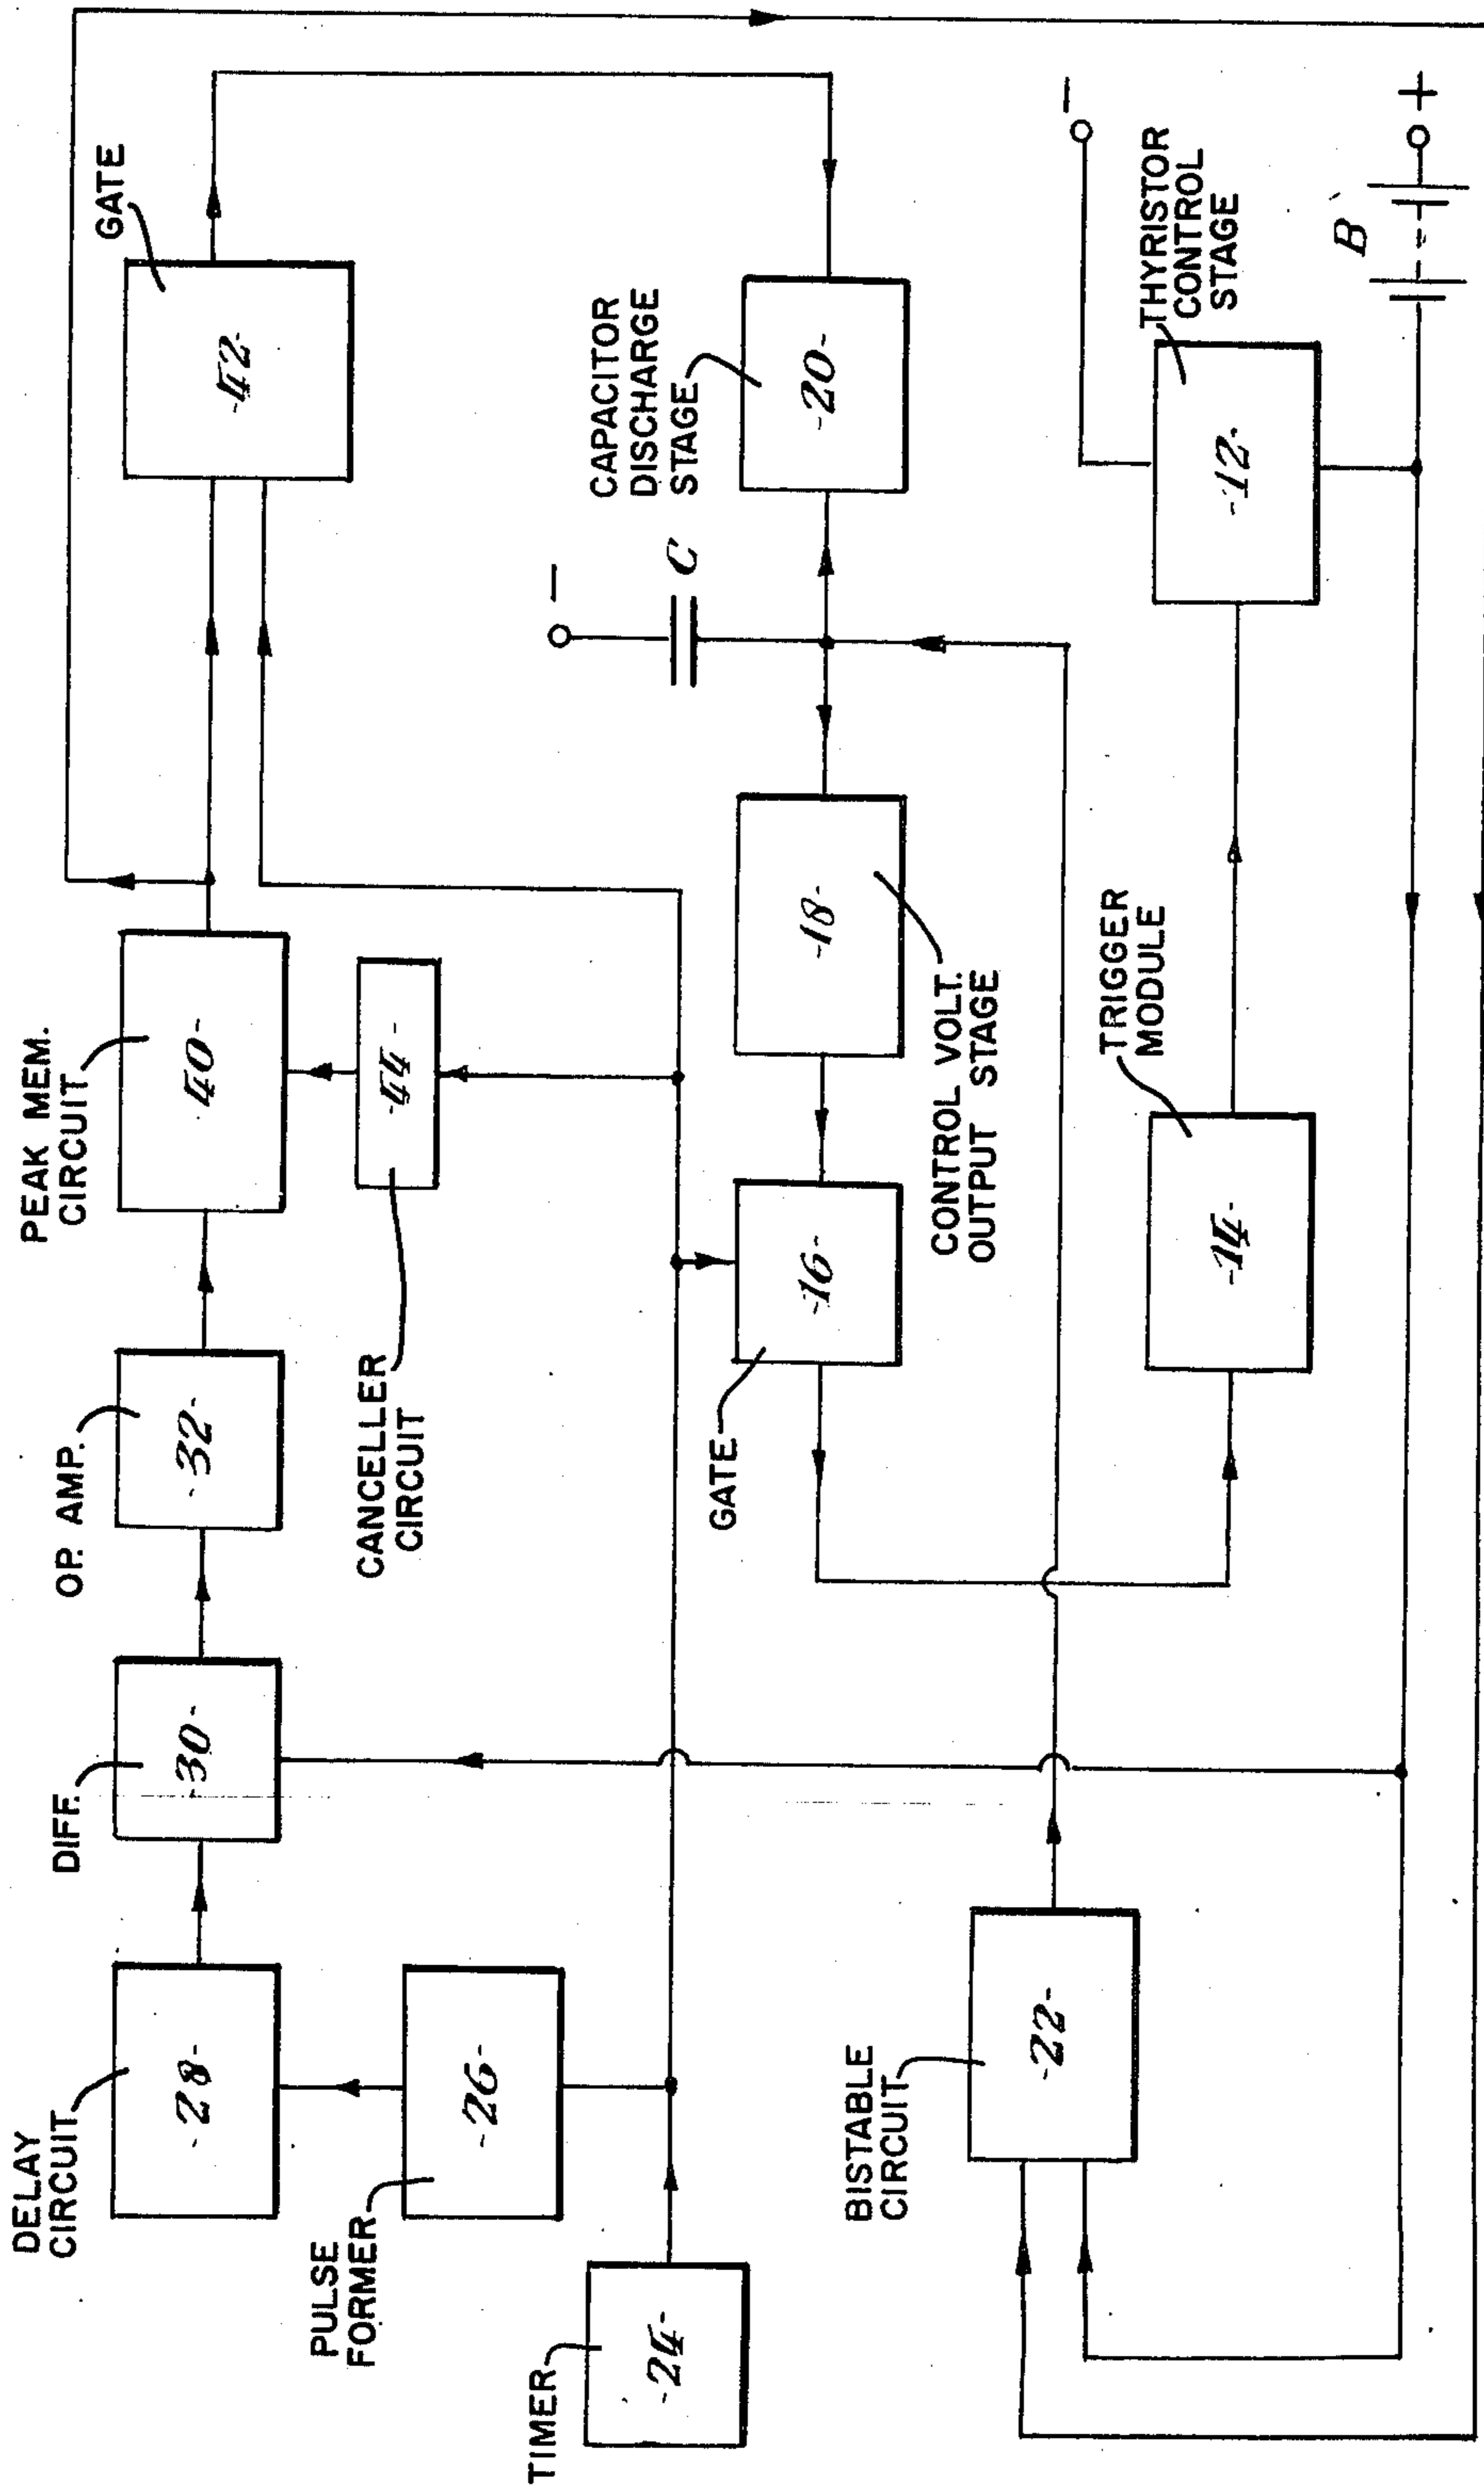 DELAY
CIRCUIT
-28-
DIFF.
-30-
OP. AMP.
-32-
PEAK MEM.
CIRCUIT
-40-
GATE
-42-
PULSE
FORMER
-26-
CANCELLER
CIRCUIT
-44-
TIMER
-24-
GATE
-16-
-18-
CONTROL VOLT.
OUTPUT STAGE
C
−
CAPACITOR
DISCHARGE
STAGE
-20-
BISTABLE
CIRCUIT
-22-
TRIGGER
MODULE
-14-
THYRISTOR
CONTROL
STAGE
-12-
−
B
+